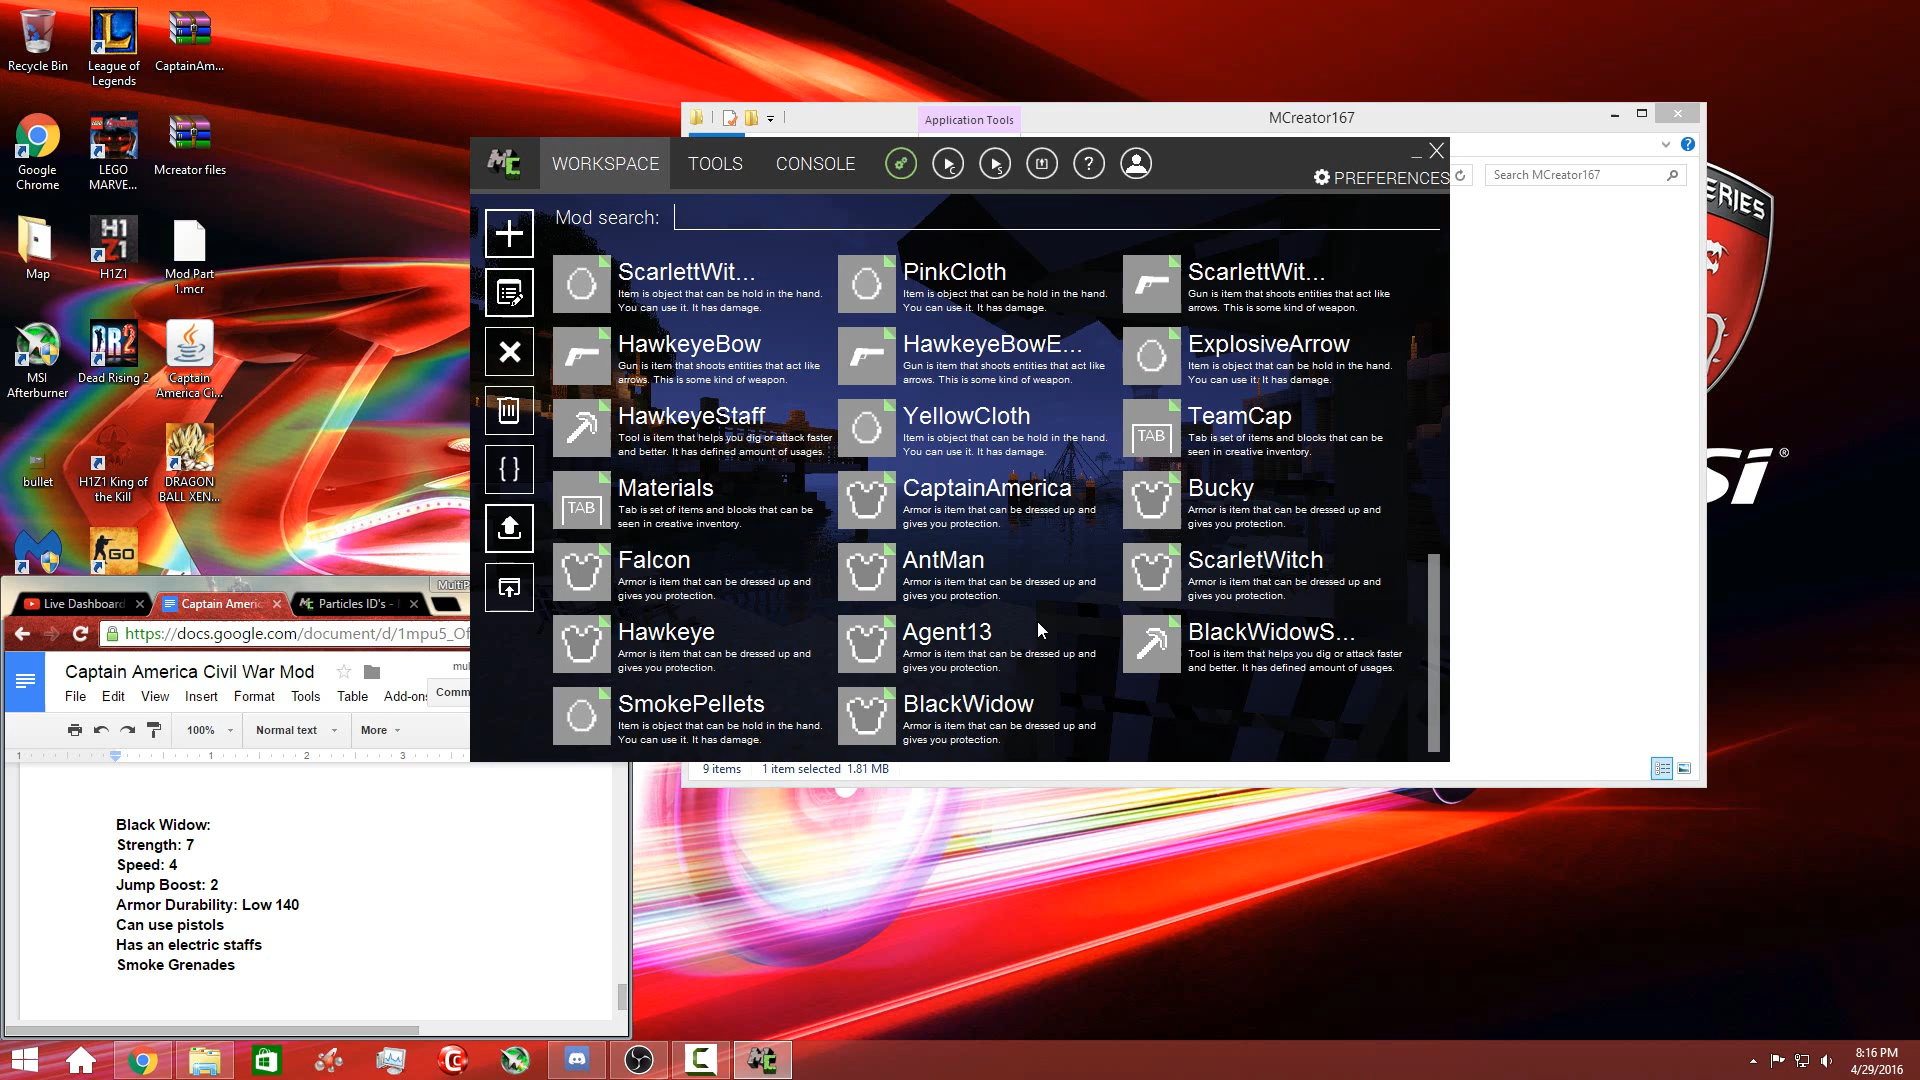 Recycle Bin
League of
Legends
CaptainAm...
Google
Chrome
LEGO
MARVE...
Mcreator files
Map
H1Z1
Mod Part
1.mcr
MSI
Afterburner
Dead Rising 2
Captain
America Ci...
bullet
H1Z1 King of
the Kill
DRAGON
BALL XEN...
GO
Application Tools
MCreator167
Search MCreator167
WORKSPACE
TOOLS
CONSOLE
PREFERENCES
Mod search:
ScarlettWit...
Item is object that can be hold in the hand.
You can use it. It has damage.
PinkCloth
Item is object that can be hold in the hand.
You can use it. It has damage.
ScarlettWit...
Gun is item that shoots entities that act like
arrows. This is some kind of weapon.
HawkeyeBow
Gun is item that shoots entities that act like
arrows. This is some kind of weapon.
HawkeyeBowE...
Gun is item that shoots entities that act like
arrows. This is some kind of weapon.
ExplosiveArrow
Item is object that can be hold in the hand.
You can use it. It has damage.
HawkeyeStaff
Tool is item that helps you dig or attack faster
and better. It has defined amount of usages.
YellowCloth
Item is object that can be hold in the hand.
You can use it. It has damage.
TAB
TeamCap
Tab is set of items and blocks that can be
seen in creative inventory.
TAB
Materials
Tab is set of items and blocks that can be
seen in creative inventory.
CaptainAmerica
Armor is item that can be dressed up and
gives you protection.
Bucky
Armor is item that can be dressed up and
gives you protection.
Falcon
Armor is item that can be dressed up and
gives you protection.
AntMan
Armor is item that can be dressed up and
gives you protection.
ScarletWitch
Armor is item that can be dressed up and
gives you protection.
Hawkeye
Armor is item that can be dressed up and
gives you protection.
Agent13
Armor is item that can be dressed up and
gives you protection.
BlackWidowS...
Tool is item that helps you dig or attack faster
and better. It has defined amount of usages.
SmokePellets
Item is object that can be hold in the hand.
You can use it. It has damage.
BlackWidow
Armor is item that can be dressed up and
gives you protection.
9 items 1 item selected 1.81 MB
MultiP
Live Dashboard
Captain Americ
Particles ID's -
https://docs.google.com/document/d/1mpu5_Of
Captain America Civil War Mod
mul
File Edit View Insert Format Tools Table Add-ons
Comm
100% Normal text More
1 1 2 3
Black Widow:
Strength: 7
Speed: 4
Jump Boost: 2
Armor Durability: Low 140
Can use pistols
Has an electric staffs
Smoke Grenades
8:16 PM
4/29/2016